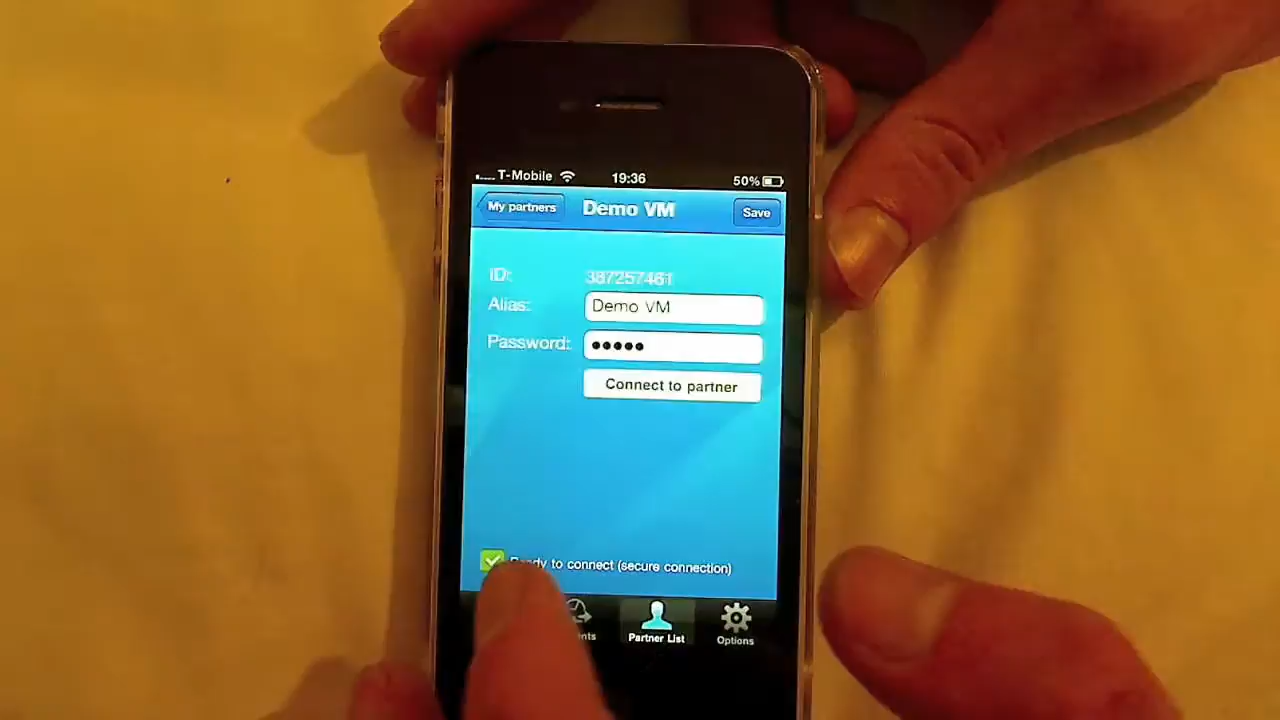 T-Mobile 19:36 50%
My partners Demo VM Save
ID: 387257461
Alias: Demo VM
Password: •••••
Connect to partner
to connect (secure connection)
Partner List Options